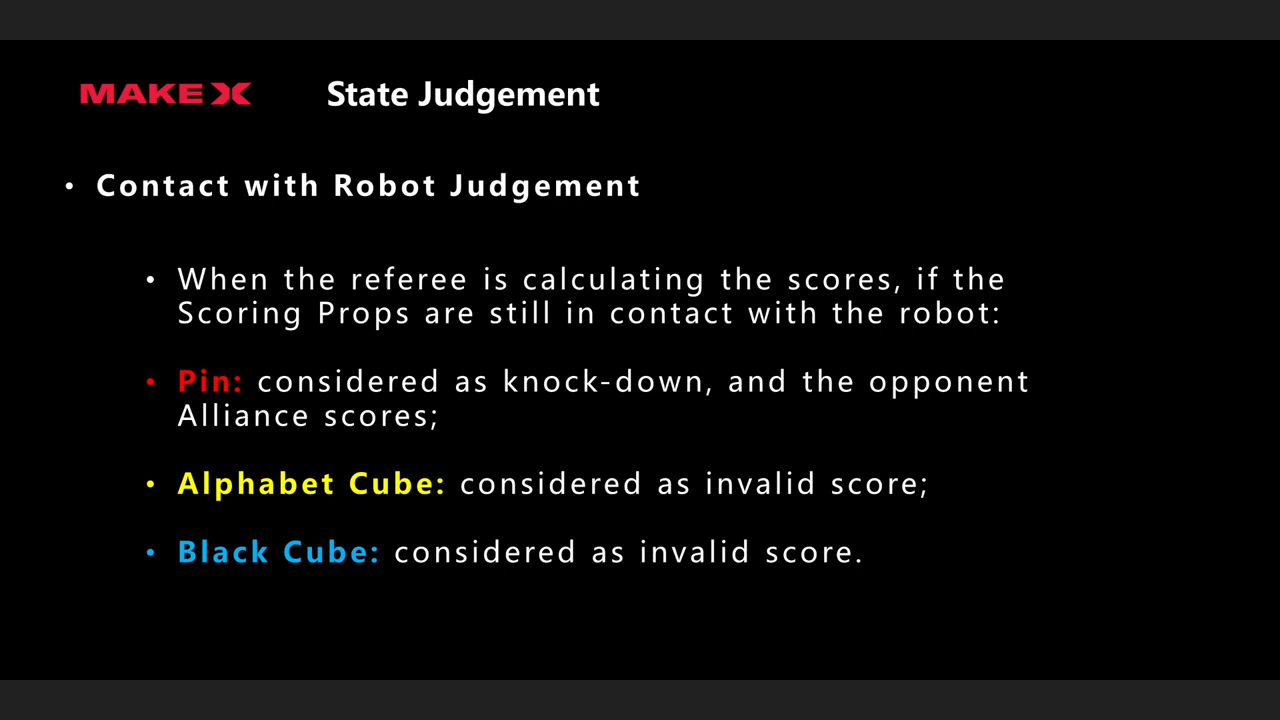 MAKEX
State Judgement
• Contact with Robot Judgement
• When the referee is calculating the scores, if the
Scoring Props are still in contact with the robot:
• Pin: considered as knock-down, and the opponent
Alliance scores;
• Alphabet Cube: considered as invalid score;
• Black Cube: considered as invalid score.